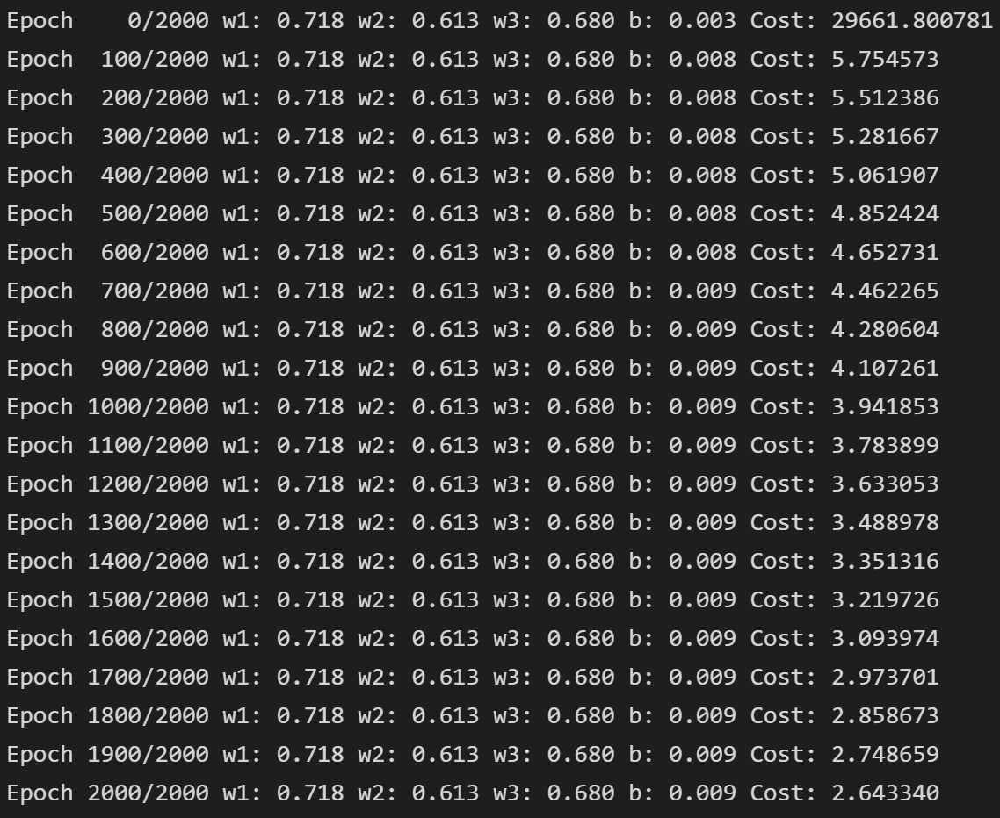 Epoch    0/2000 w1: 0.718 w2: 0.613 w3: 0.680 b: 0.003 Cost: 29661.800781
Epoch  100/2000 w1: 0.718 w2: 0.613 w3: 0.680 b: 0.008 Cost: 5.754573
Epoch  200/2000 w1: 0.718 w2: 0.613 w3: 0.680 b: 0.008 Cost: 5.512386
Epoch  300/2000 w1: 0.718 w2: 0.613 w3: 0.680 b: 0.008 Cost: 5.281667
Epoch  400/2000 w1: 0.718 w2: 0.613 w3: 0.680 b: 0.008 Cost: 5.061907
Epoch  500/2000 w1: 0.718 w2: 0.613 w3: 0.680 b: 0.008 Cost: 4.852424
Epoch  600/2000 w1: 0.718 w2: 0.613 w3: 0.680 b: 0.008 Cost: 4.652731
Epoch  700/2000 w1: 0.718 w2: 0.613 w3: 0.680 b: 0.009 Cost: 4.462265
Epoch  800/2000 w1: 0.718 w2: 0.613 w3: 0.680 b: 0.009 Cost: 4.280604
Epoch  900/2000 w1: 0.718 w2: 0.613 w3: 0.680 b: 0.009 Cost: 4.107261
Epoch 1000/2000 w1: 0.718 w2: 0.613 w3: 0.680 b: 0.009 Cost: 3.941853
Epoch 1100/2000 w1: 0.718 w2: 0.613 w3: 0.680 b: 0.009 Cost: 3.783899
Epoch 1200/2000 w1: 0.718 w2: 0.613 w3: 0.680 b: 0.009 Cost: 3.633053
Epoch 1300/2000 w1: 0.718 w2: 0.613 w3: 0.680 b: 0.009 Cost: 3.488978
Epoch 1400/2000 w1: 0.718 w2: 0.613 w3: 0.680 b: 0.009 Cost: 3.351316
Epoch 1500/2000 w1: 0.718 w2: 0.613 w3: 0.680 b: 0.009 Cost: 3.219726
Epoch 1600/2000 w1: 0.718 w2: 0.613 w3: 0.680 b: 0.009 Cost: 3.093974
Epoch 1700/2000 w1: 0.718 w2: 0.613 w3: 0.680 b: 0.009 Cost: 2.973701
Epoch 1800/2000 w1: 0.718 w2: 0.613 w3: 0.680 b: 0.009 Cost: 2.858673
Epoch 1900/2000 w1: 0.718 w2: 0.613 w3: 0.680 b: 0.009 Cost: 2.748659
Epoch 2000/2000 w1: 0.718 w2: 0.613 w3: 0.680 b: 0.009 Cost: 2.643340